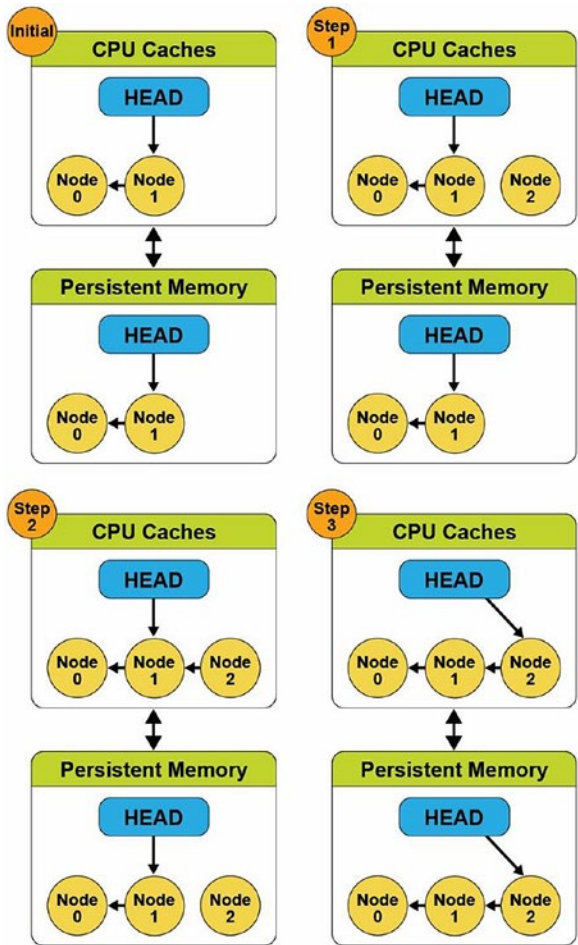 Initial
CPU Caches
HEAD
Node
0
Node
1
Persistent Memory
HEAD
Node
0
Node
1
Step
1
CPU Caches
HEAD
Node
0
Node
1
Node
2
Persistent Memory
HEAD
Node
0
Node
1
Step
2
CPU Caches
HEAD
Node
0
Node
1
Node
2
Persistent Memory
HEAD
Node
0
Node
1
Node
2
Step
3
CPU Caches
HEAD
Node
0
Node
1
Node
2
Persistent Memory
HEAD
Node
0
Node
1
Node
2